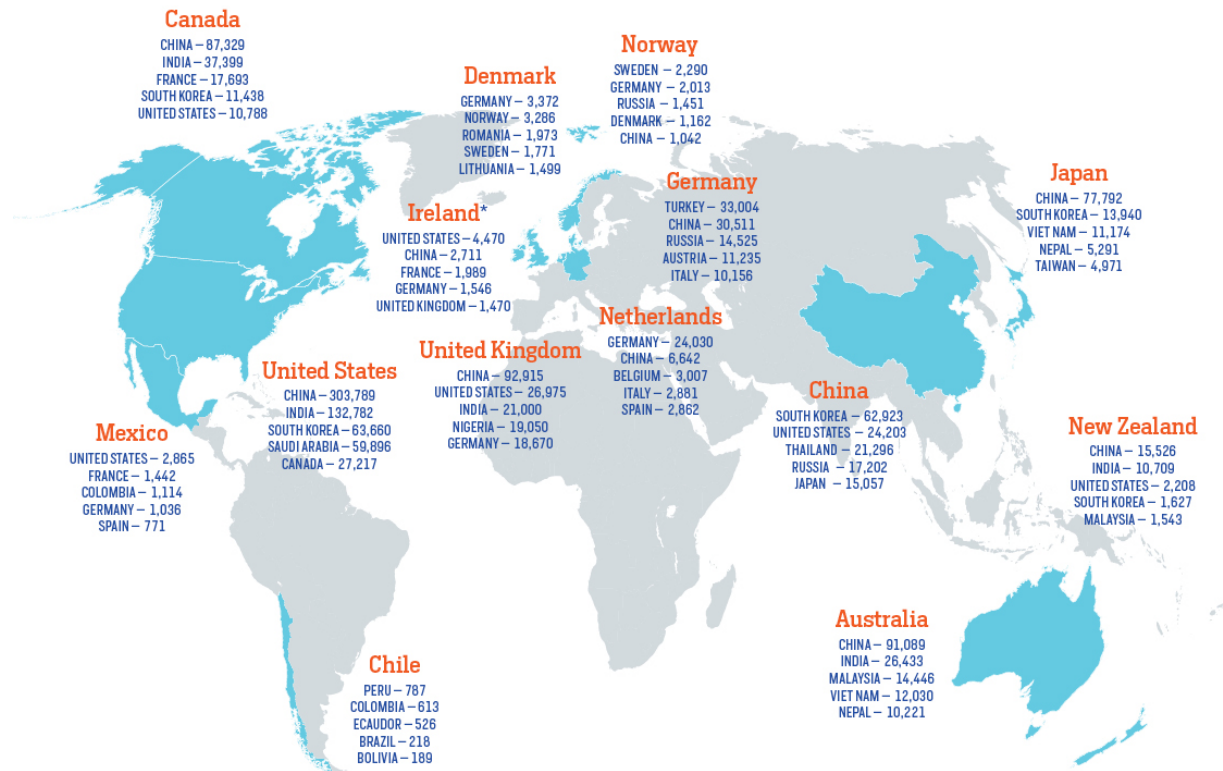 Canada
CHINA – 87,329
INDIA – 37,399
FRANCE – 17,693
SOUTH KOREA – 11,438
UNITED STATES – 10,788
Norway
SWEDEN – 2,290
GERMANY – 2,013
RUSSIA – 1,451
DENMARK – 1,162
CHINA – 1,042
Denmark
GERMANY – 3,372
NORWAY – 3,286
ROMANIA – 1,973
SWEDEN – 1,771
LITHUANIA – 1,499
Germany
TURKEY – 33,004
CHINA – 30,511
RUSSIA – 14,525
AUSTRIA – 11,235
ITALY – 10,156
Japan
CHINA – 77,792
SOUTH KOREA – 13,940
VIET NAM – 11,174
NEPAL – 5,291
TAIWAN – 4,971
Ireland*
UNITED STATES – 4,470
CHINA – 2,711
FRANCE – 1,989
GERMANY – 1,546
UNITED KINGDOM – 1,470
Netherlands
GERMANY – 24,030
CHINA – 6,642
BELGIUM – 3,007
ITALY – 2,881
SPAIN – 2,862
United Kingdom
CHINA – 92,915
UNITED STATES – 26,975
INDIA – 21,000
NIGERIA – 19,050
GERMANY – 18,670
United States
CHINA – 303,789
INDIA – 132,782
SOUTH KOREA – 63,660
SAUDI ARABIA – 59,896
CANADA – 27,217
China
SOUTH KOREA – 62,923
UNITED STATES – 24,203
THAILAND – 21,296
RUSSIA – 17,202
JAPAN – 15,057
Mexico
UNITED STATES – 2,865
FRANCE – 1,442
COLOMBIA – 1,114
GERMANY – 1,036
SPAIN – 771
New Zealand
CHINA – 15,526
INDIA – 10,709
UNITED STATES – 2,208
SOUTH KOREA – 1,627
MALAYSIA – 1,543
Australia
CHINA – 91,089
INDIA – 26,433
MALAYSIA – 14,446
VIET NAM – 12,030
NEPAL – 10,221
Chile
PERU – 787
COLOMBIA – 613
ECAUDOR – 526
BRAZIL – 218
BOLIVIA – 189